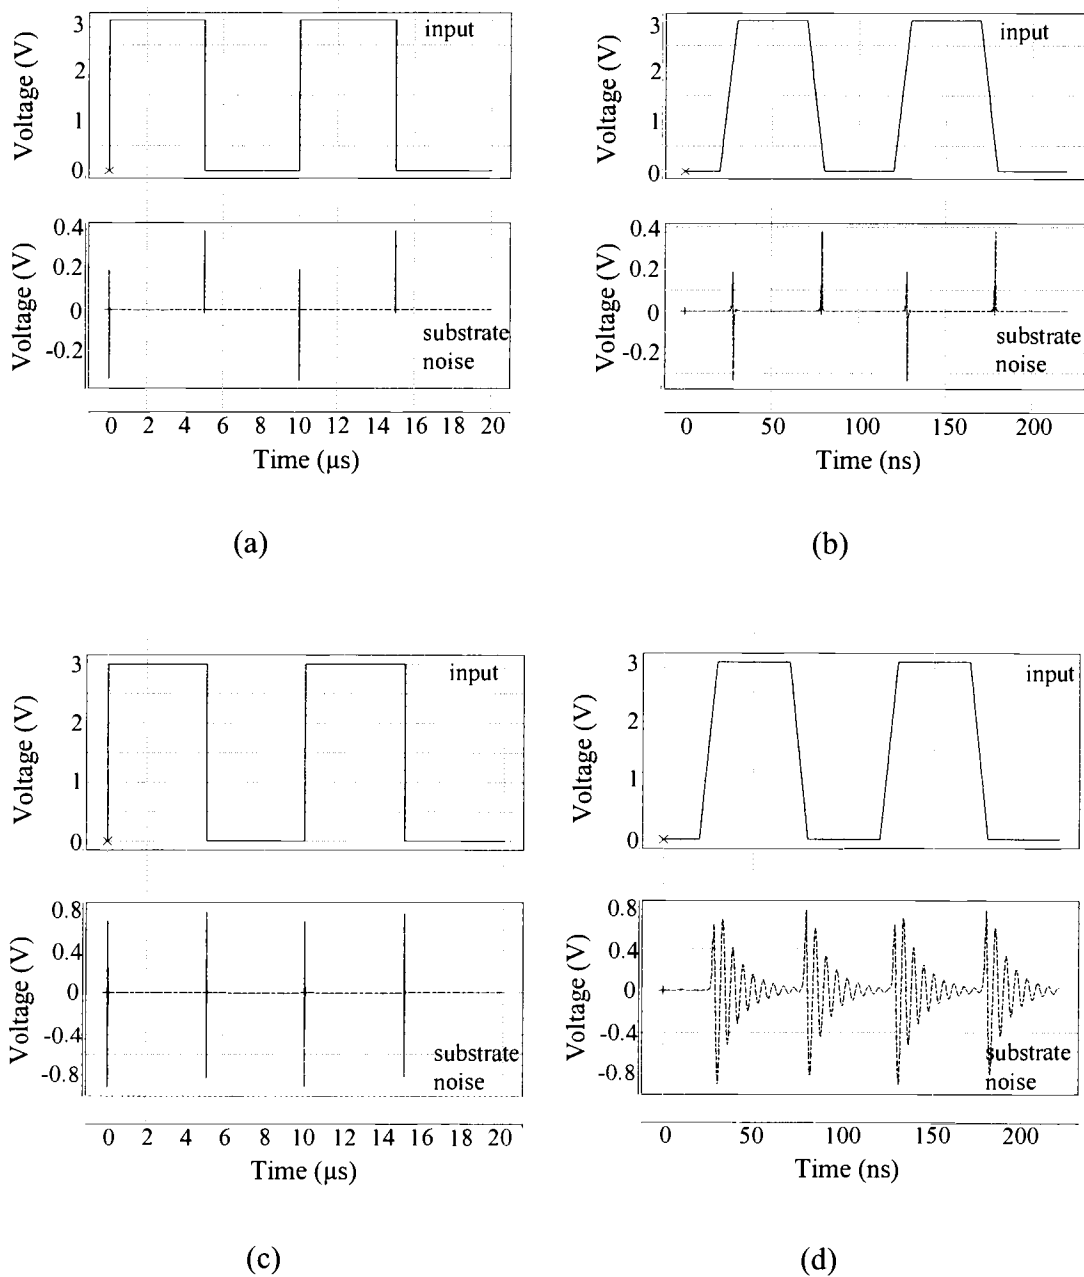 3
2
1
0
Voltage (V)
input
0.4
0.2
0
-0.2
Voltage (V)
substrate
noise
0 2 4 6 8 10 12 14 16 18 20
Time (µs)
(a)
3
2
1
0
Voltage (V)
input
0.4
0.2
0
-0.2
Voltage (V)
substrate
noise
0 50 100 150 200
Time (ns)
(b)
3
2
1
0
Voltage (V)
input
0.8
0.4
0
-0.4
-0.8
Voltage (V)
substrate
noise
0 2 4 6 8 10 12 14 16 18 20
Time (µs)
(c)
3
2
1
0
Voltage (V)
input
0.8
0.4
0
-0.4
-0.8
Voltage (V)
substrate
noise
0 50 100 150 200
Time (ns)
(d)